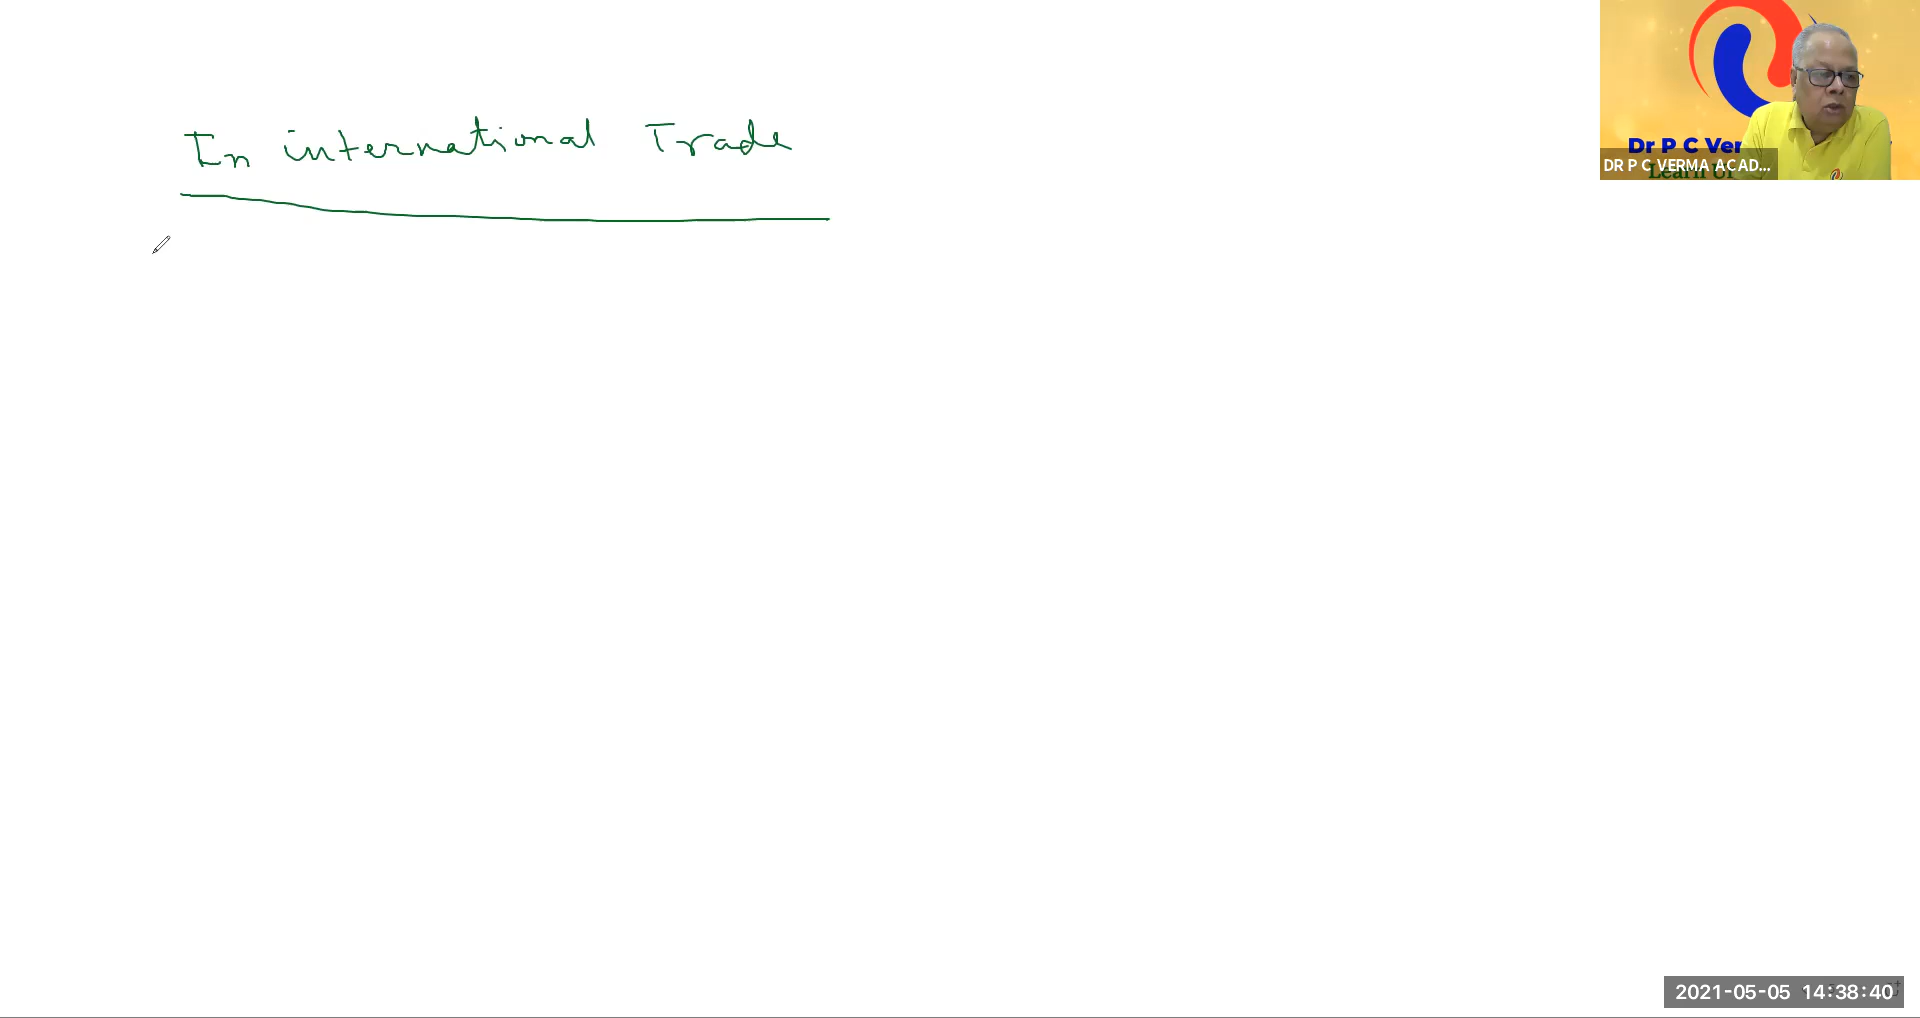 In international Trade
Dr P C Ver
DR P C VERMA ACAD...
2021-05-05 14:38:40